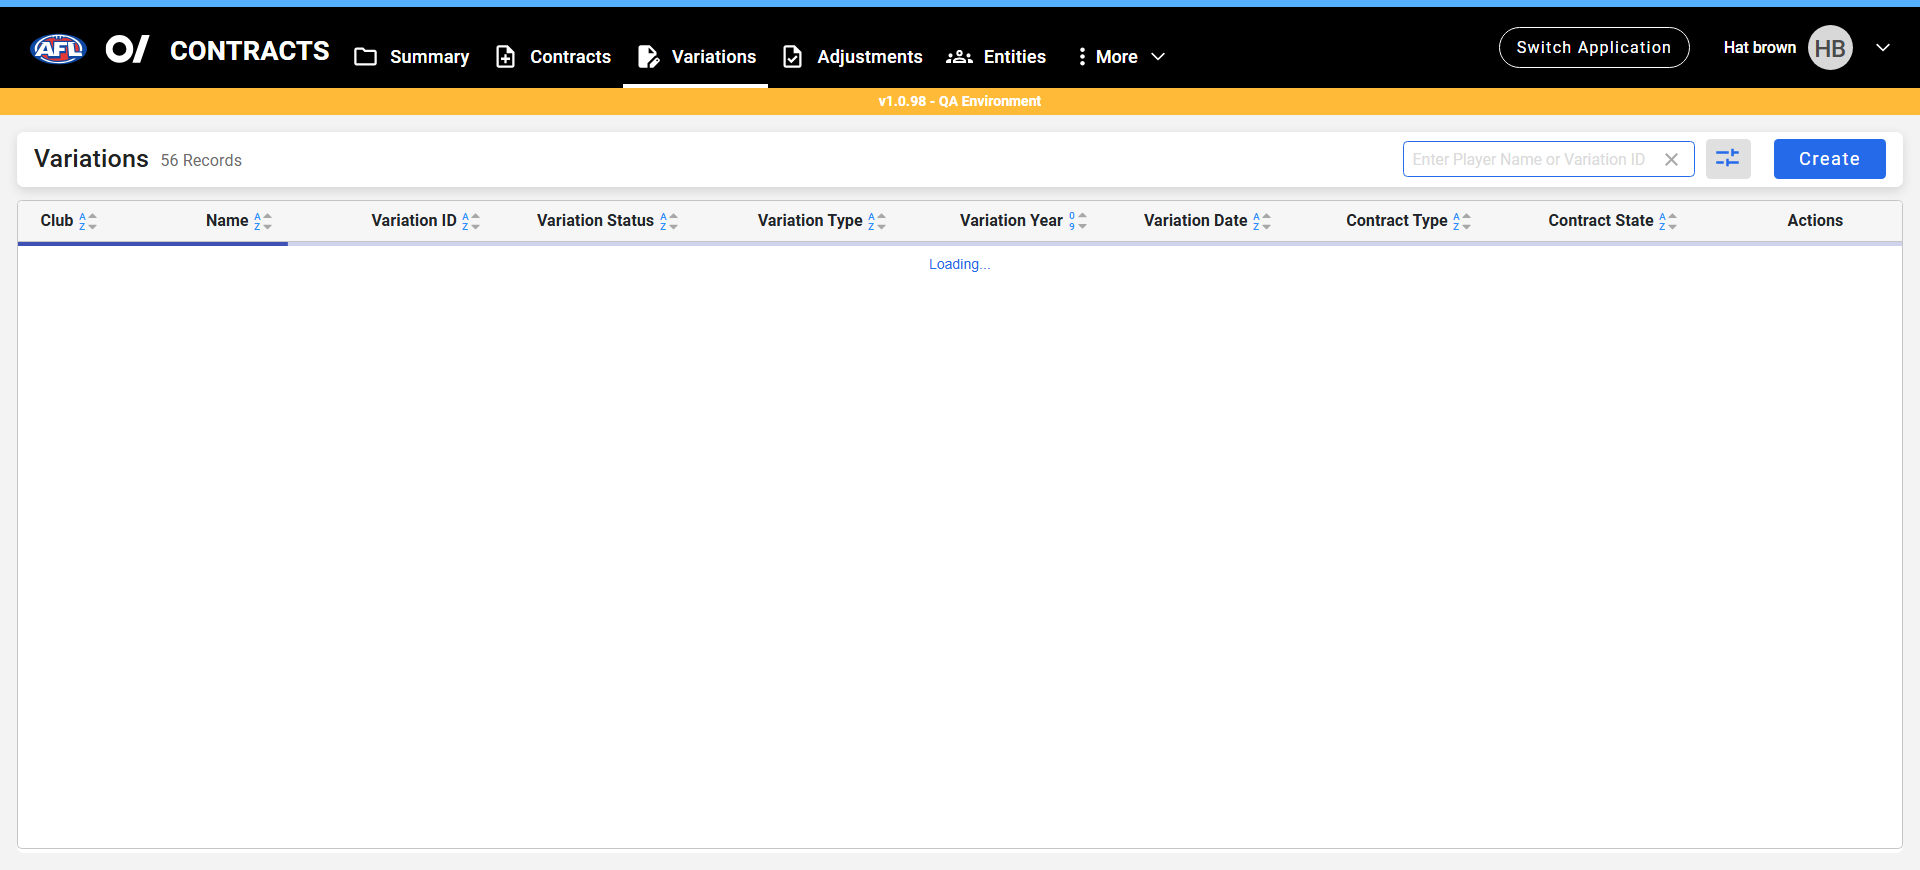 AFL O/ CONTRACTS Summary Contracts Variations Adjustments Entities More Switch Application Hat brown HB
v1.0.98 - QA Environment
Variations 56 Records Enter Player Name or Variation ID Create
Club Name Variation ID Variation Status Variation Type Variation Year Variation Date Contract Type Contract State Actions
Loading...